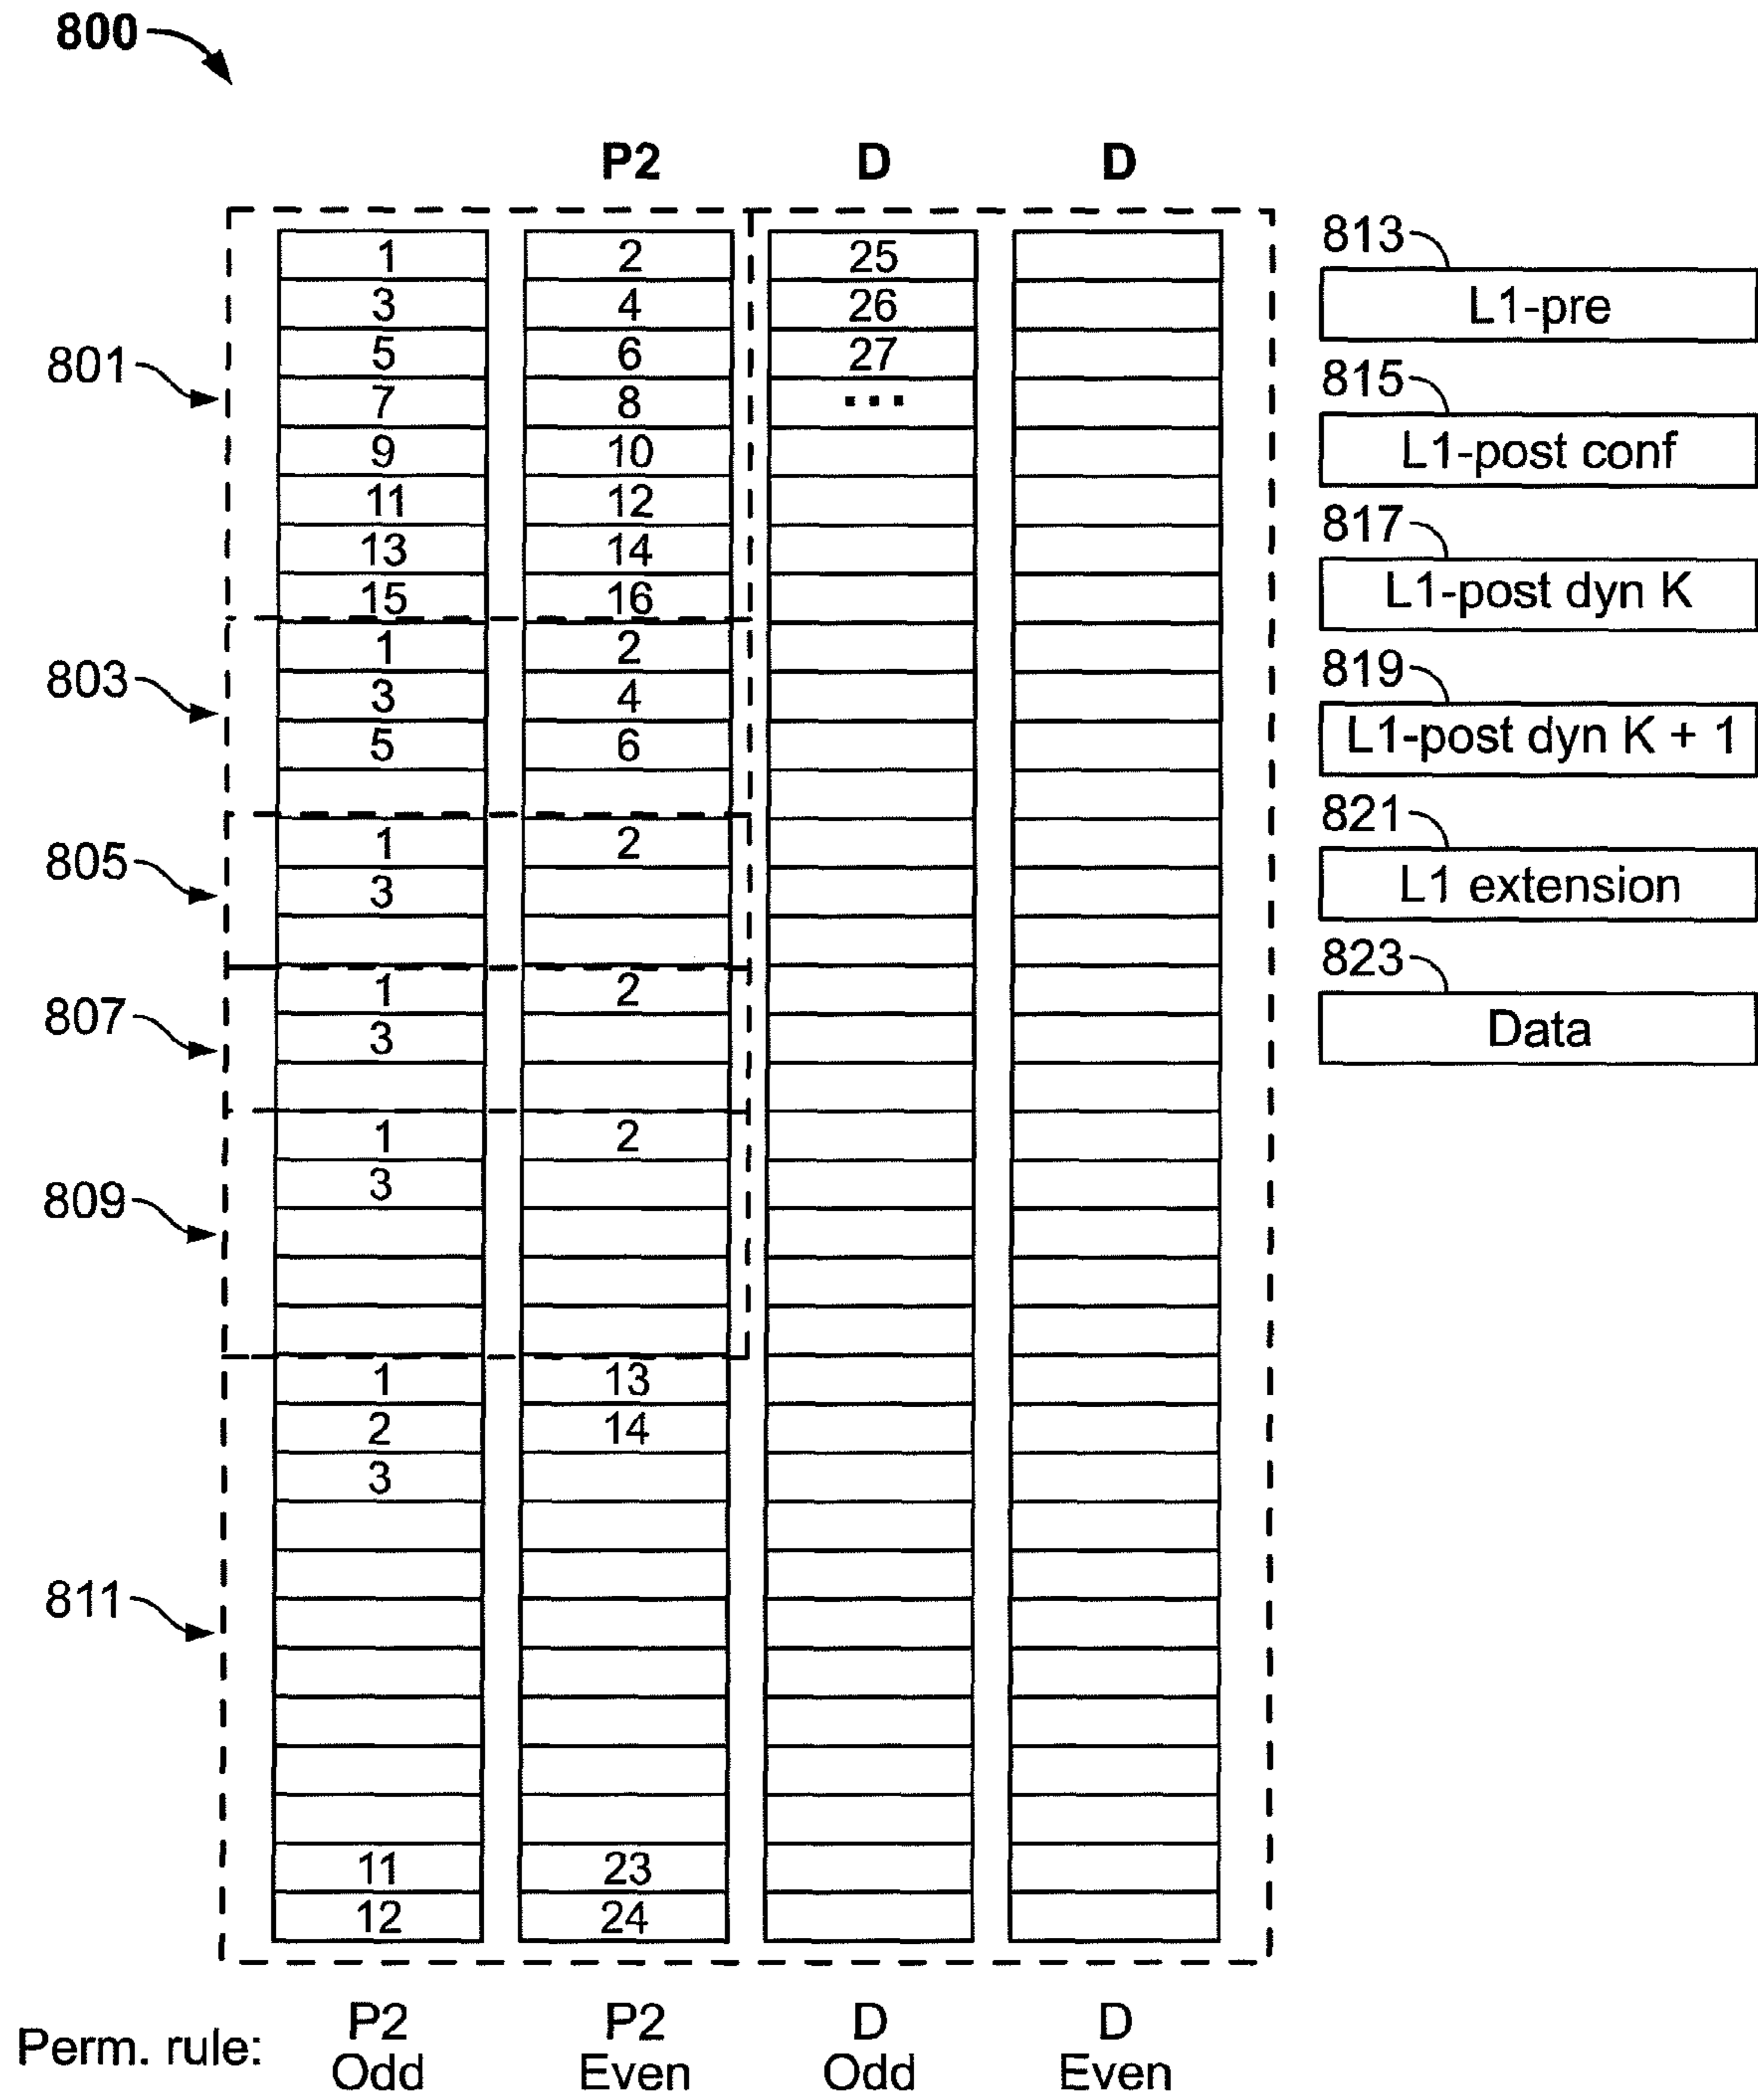 800
P2 D D
1 2 25
3 4 26
5 6 27
7 8 ...
9 10
11 12
13 14
15 16
1 2
3 4
5 6
1 2
3
1 2
3
1 2
3
1 13
2 14
3
11 23
12 24
801
803
805
807
809
811
813
L1-pre
815
L1-post conf
817
L1-post dyn K
819
L1-post dyn K + 1
821
L1 extension
823
Data
Perm. rule:
P2 Odd
P2 Even
D Odd
D Even